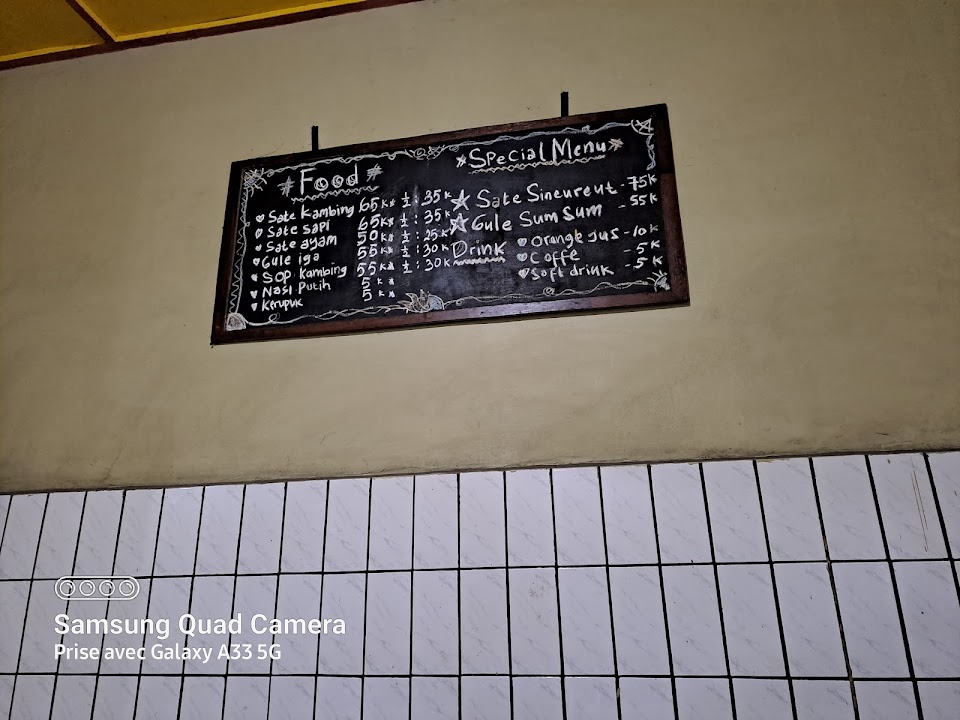 Food
Sate Kambing 65K ½ : 35K
Sate sapi 65K ½ : 35K
Sate ayam 50K ½ : 25K
Gule iga 55K ½ : 30K
SOP Kambing 55K ½ : 30K
Nasi Putih 5K
Kerupuk 5K
Special Menu
Sate Sineureut - 75K
Gule Sum Sum - 55K
Drink
Orange Jus - 10K
Coffe - 5K
Soft drink - 5K
Samsung Quad Camera
Prise avec Galaxy A33 5G